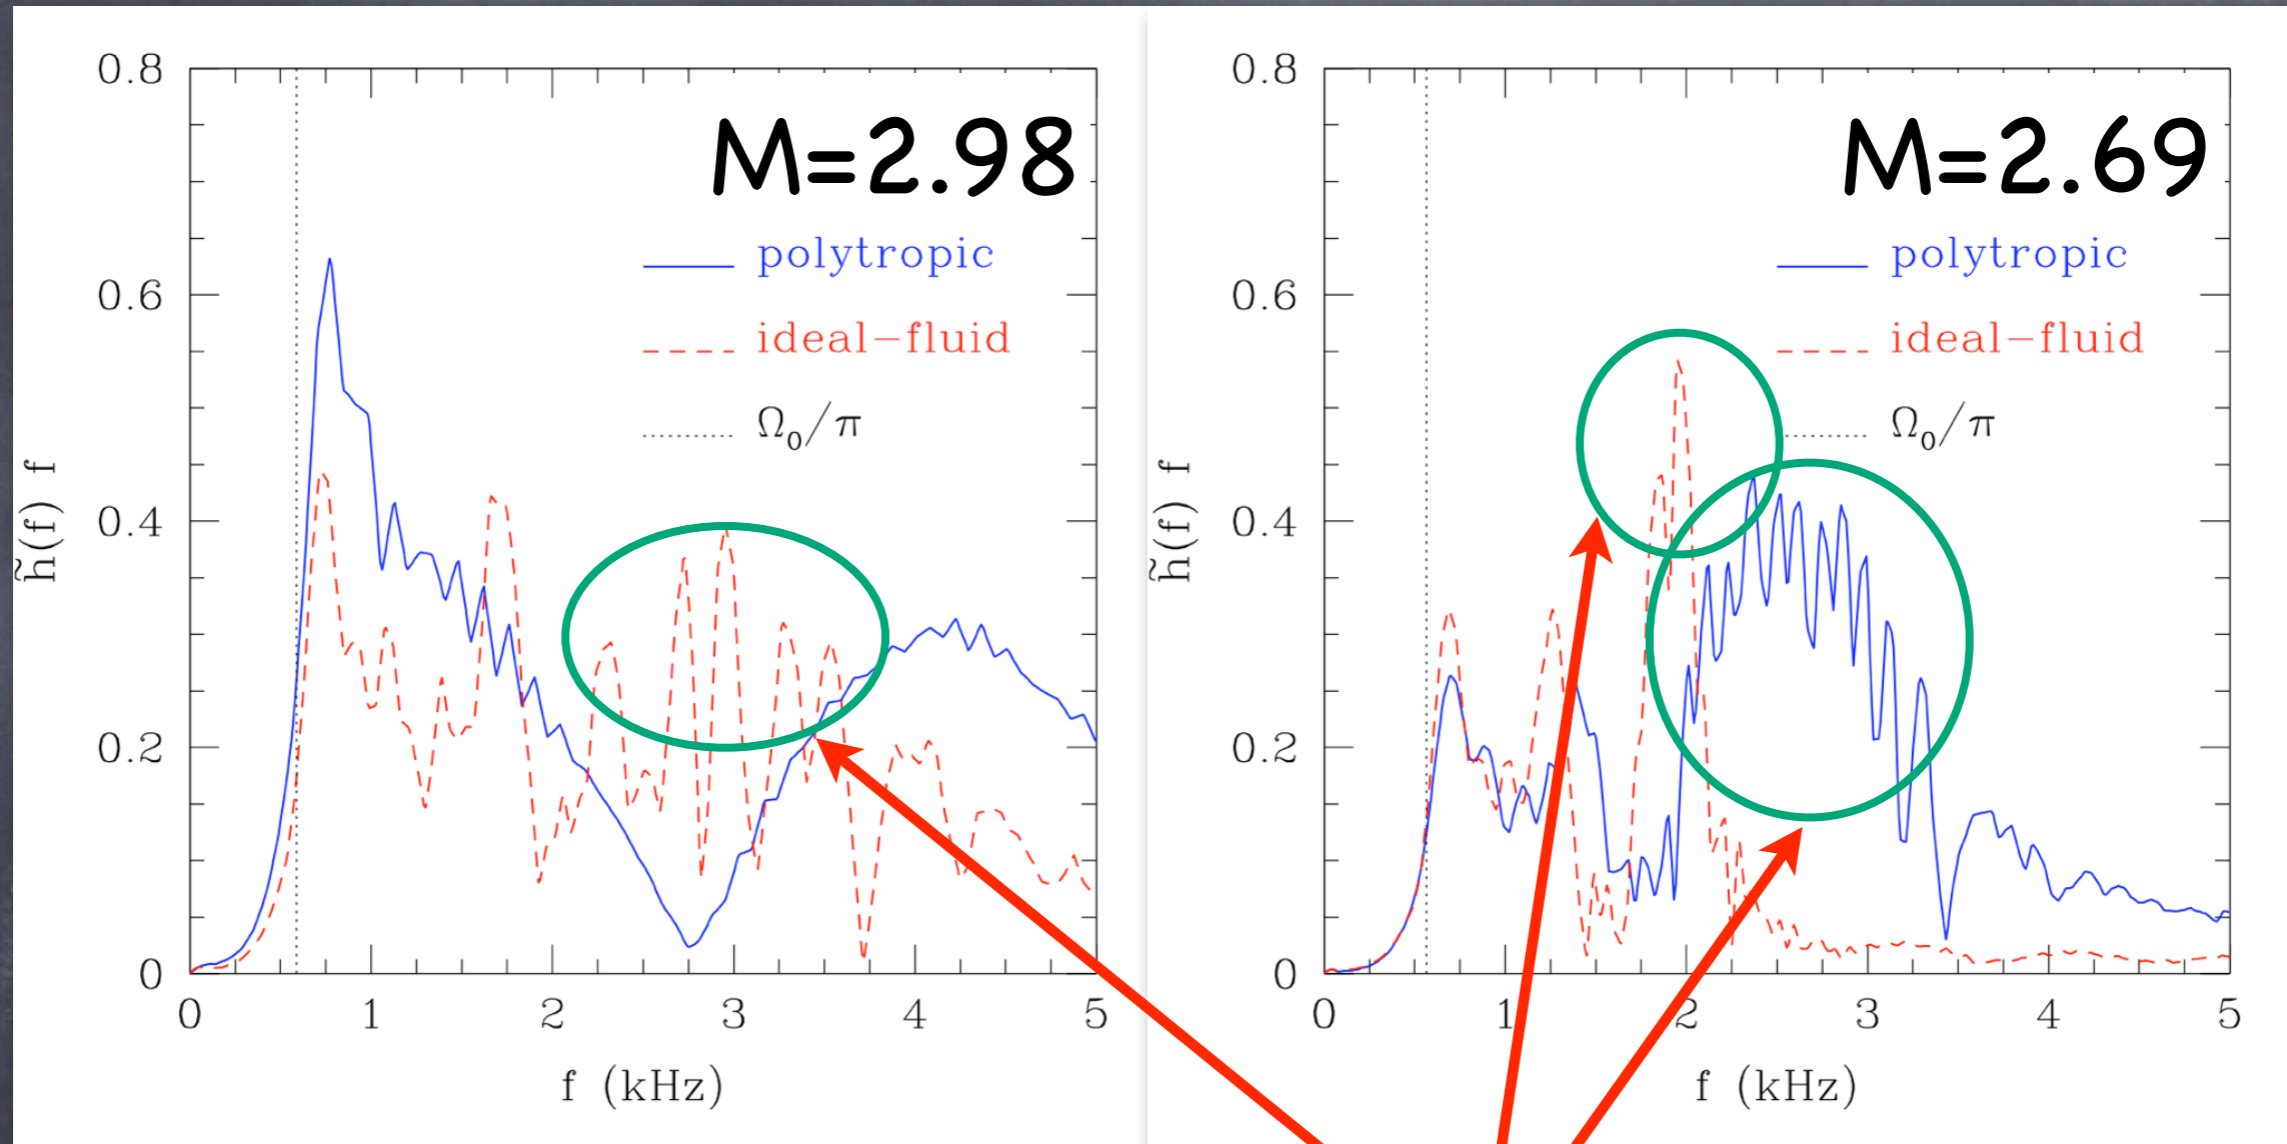 M=2.98
polytropic
ideal-fluid
Ω₀/π
0.8
0.6
0.4
0.2
0
h̃(f) f
0 1 2 3 4 5
f (kHz)
M=2.69
polytropic
ideal-fluid
Ω₀/π
0.8
0.6
0.4
0.2
0
h̃(f) f
0 1 2 3 4 5
f (kHz)